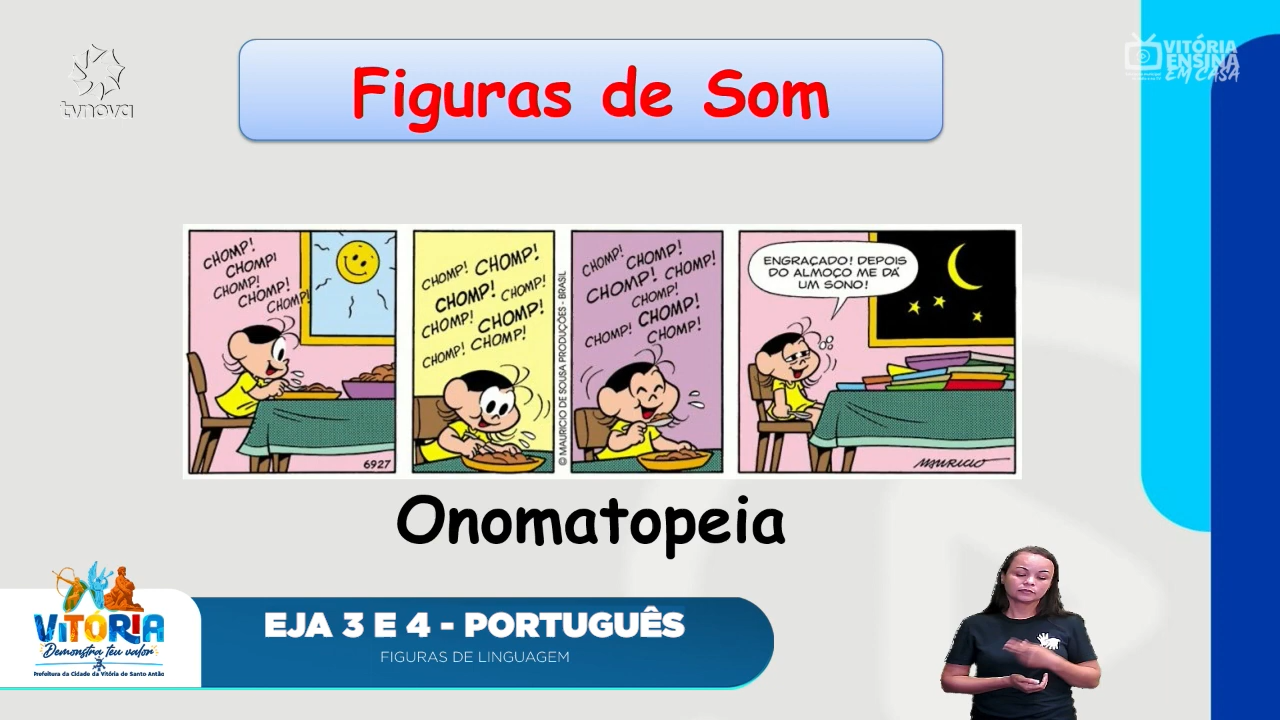 tvnova
VITÓRIA
ENSINA
EM CASA
Figuras de Som
CHOMP!
CHOMP!
CHOMP!
CHOMP!
CHOMP!
6927
CHOMP! CHOMP!
CHOMP! CHOMP!
CHOMP! CHOMP!
CHOMP! CHOMP!
© MAURICIO DE SOUSA PRODUÇÕES - BRASIL
CHOMP! CHOMP!
CHOMP! CHOMP!
CHOMP!
CHOMP! CHOMP!
CHOMP!
ENGRAÇADO! DEPOIS
DO ALMOÇO ME DÁ
UM SONO!
MAURICIO
Onomatopeia
VITÓRIA
Demonstra teu valor
Prefeitura da Cidade da Vitória de Santo Antão
EJA 3 E 4 - PORTUGUÊS
FIGURAS DE LINGUAGEM